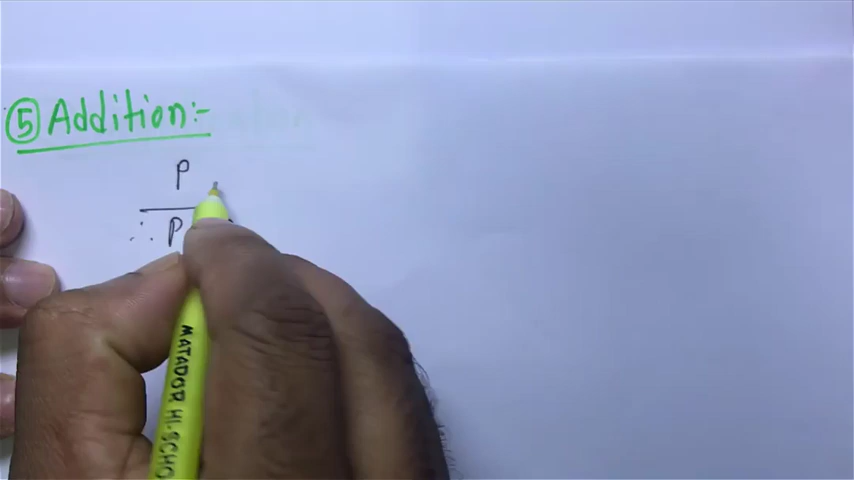 ⑤ Addition:-
P
∴ P
MATADOR HI-SCHO